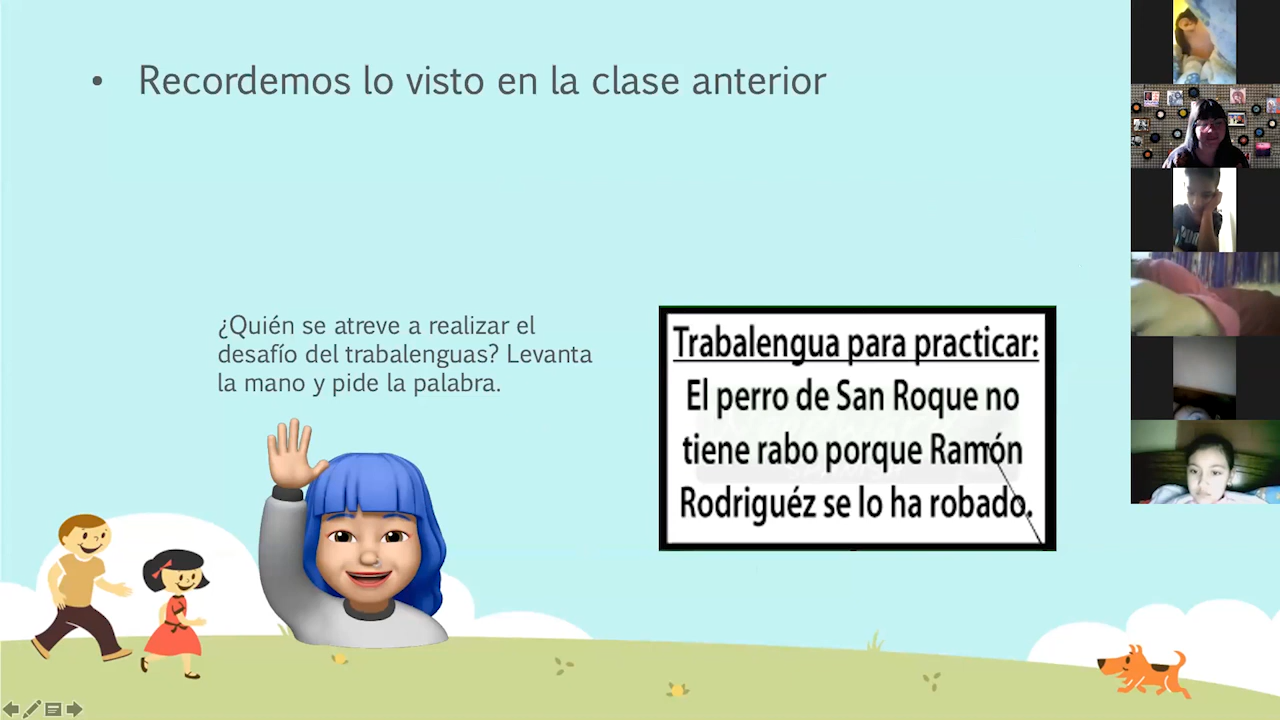 • Recordemos lo visto en la clase anterior
¿Quién se atreve a realizar el
desafío del trabalenguas? Levanta
la mano y pide la palabra.
Trabalengua para practicar:
El perro de San Roque no
tiene rabo porque Ramón
Rodriguéz se lo ha robado.